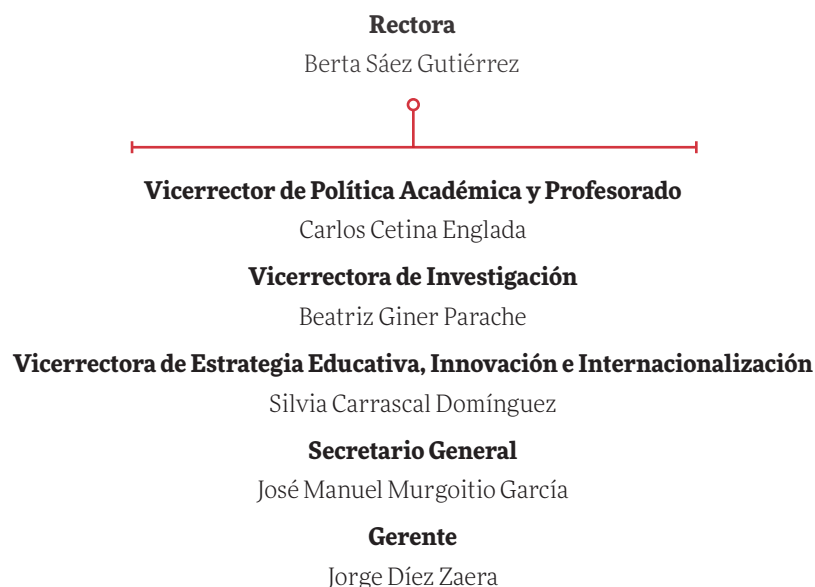 Rectora
Berta Sáez Gutiérrez
Vicerrector de Política Académica y Profesorado
Carlos Cetina Englada
Vicerrectora de Investigación
Beatriz Giner Parache
Vicerrectora de Estrategia Educativa, Innovación e Internacionalización
Silvia Carrascal Domínguez
Secretario General
José Manuel Murgoitio García
Gerente
Jorge Díez Zaera